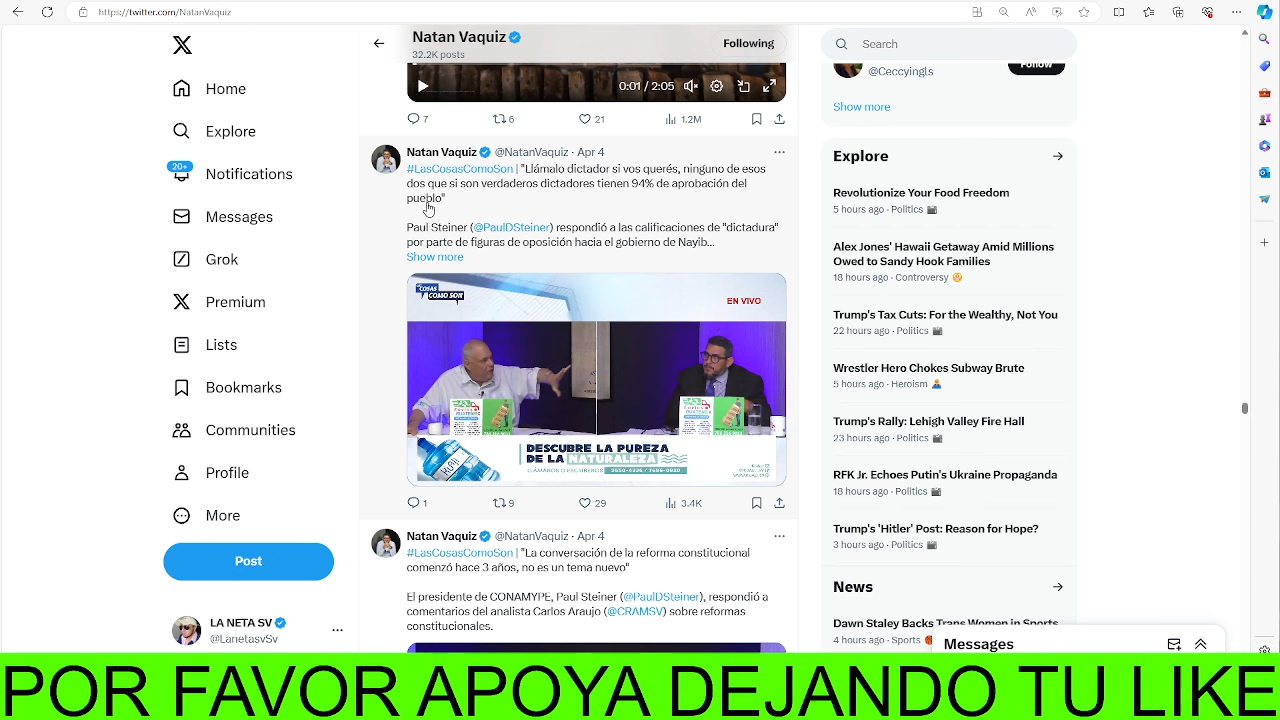 https://twitter.com/NatanVaquiz
Home
Explore
20+
Notifications
Messages
Grok
Premium
Lists
Bookmarks
Communities
Profile
More
Post
LA NETA SV
@LanetasvSv
Natan Vaquiz
32.2K posts
Following
0:01 / 2:05
7
6
21
1.2M
Natan Vaquiz @NatanVaquiz · Apr 4
#LasCosasComoSon | "Llámalo dictador si vos querés, ninguno de esos
dos que si son verdaderos dictadores tienen 94% de aprobación del
pueblo"
Paul Steiner (@PaulDSteiner) respondió a las calificaciones de "dictadura"
por parte de figuras de oposición hacia el gobierno de Nayib...
Show more
COSAS
COMO SON
EN VIVO
DESCUBRE LA PUREZA
DE LA NATURALEZA
LLÁMANOS O ESCRÍBENOS
1
9
29
3.4K
Natan Vaquiz @NatanVaquiz · Apr 4
#LasCosasComoSon | "La conversación de la reforma constitucional
comenzó hace 3 años, no es un tema nuevo"
El presidente de CONAMYPE, Paul Steiner (@PaulDSteiner), respondió a
comentarios del analista Carlos Araujo (@CRAMSV) sobre reformas
constitucionales.
Search
@Ceccyingls
Follow
Show more
Explore
Revolutionize Your Food Freedom
5 hours ago · Politics
Alex Jones' Hawaii Getaway Amid Millions
Owed to Sandy Hook Families
18 hours ago · Controversy
Trump's Tax Cuts: For the Wealthy, Not You
22 hours ago · Politics
Wrestler Hero Chokes Subway Brute
5 hours ago · Heroism
Trump's Rally: Lehigh Valley Fire Hall
23 hours ago · Politics
RFK Jr. Echoes Putin's Ukraine Propaganda
18 hours ago · Politics
Trump's 'Hitler' Post: Reason for Hope?
3 hours ago · Politics
News
Dawn Staley Backs Trans Women in Sports
4 hours ago · Sports
Messages
POR FAVOR APOYA DEJANDO TU LIKE